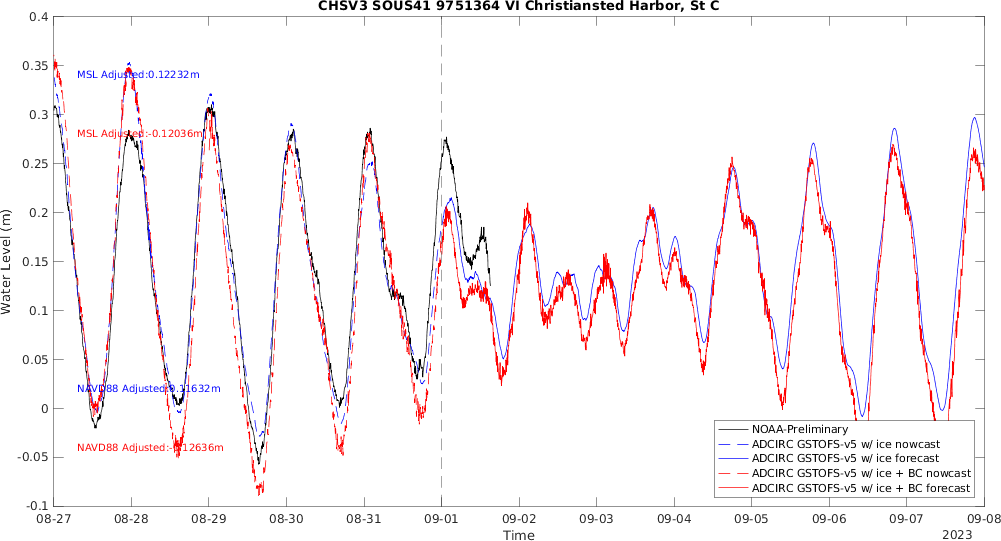 CHSV3 SOUS41 9751364 VI Christiansted Harbor, St C
0.4
0.35
0.3
0.25
0.2
0.15
0.1
0.05
0
-0.05
-0.1
Water Level (m)
MSL Adjusted:0.12232m
MSL Adjusted:-0.12036m
NAVD88 Adjusted:0.11632m
NAVD88 Adjusted:-0.12636m
NOAA-Preliminary
ADCIRC GSTOFS-v5 w/ ice nowcast
ADCIRC GSTOFS-v5 w/ ice forecast
ADCIRC GSTOFS-v5 w/ ice + BC nowcast
ADCIRC GSTOFS-v5 w/ ice + BC forecast
08-27 08-28 08-29 08-30 08-31 09-01 09-02 09-03 09-04 09-05 09-06 09-07 09-08
Time
2023